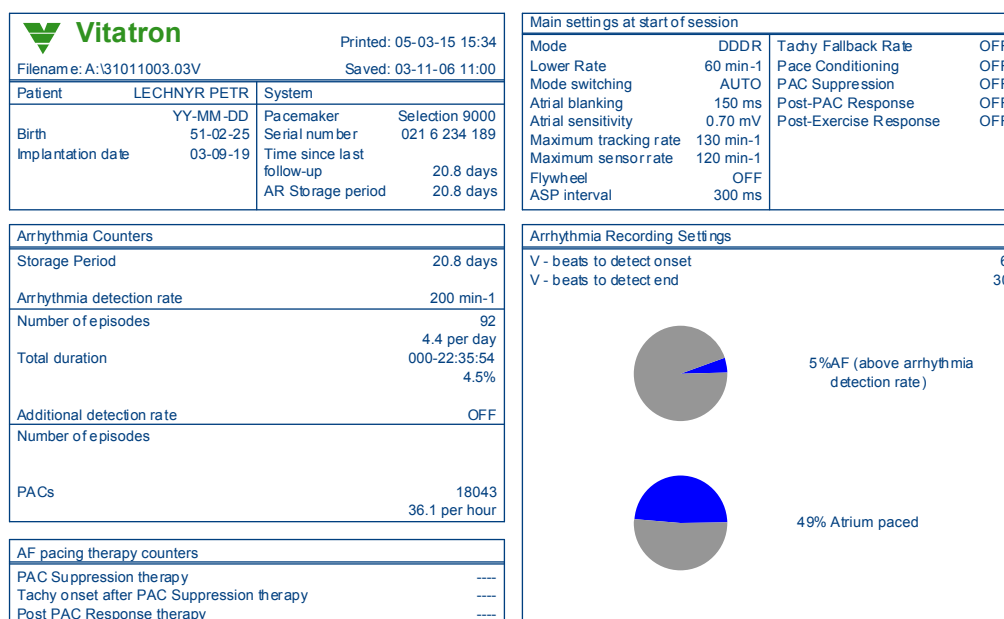 Vitatron
Printed: 05-03-15 15:34
Filename: A:\31011003.03V Saved: 03-11-06 11:00
Patient LECHNYR PETR
YY-MM-DD
Birth 51-02-25
Implantation date 03-09-19
System
Pacemaker Selection 9000
Serial number 021 6 234 189
Time since last
follow-up 20.8 days
AR Storage period 20.8 days
Main settings at start of session
Mode DDDR
Lower Rate 60 min-1
Mode switching AUTO
Atrial blanking 150 ms
Atrial sensitivity 0.70 mV
Maximum tracking rate 130 min-1
Maximum sensor rate 120 min-1
Flywheel OFF
ASP interval 300 ms
Tachy Fallback Rate OFF
Pace Conditioning OFF
PAC Suppression OFF
Post-PAC Response OFF
Post-Exercise Response OFF
Arrhythmia Counters
Storage Period 20.8 days
Arrhythmia detection rate 200 min-1
Number of episodes 92
4.4 per day
Total duration 000-22:35:54
4.5%
Additional detection rate OFF
Number of episodes
PACs 18043
36.1 per hour
AF pacing therapy counters
PAC Suppression therapy ----
Tachy onset after PAC Suppression therapy ----
Post PAC Response therapy ----
Arrhythmia Recording Settings
V - beats to detect onset 6
V - beats to detect end 30
5%AF (above arrhythmia
detection rate)
49% Atrium paced